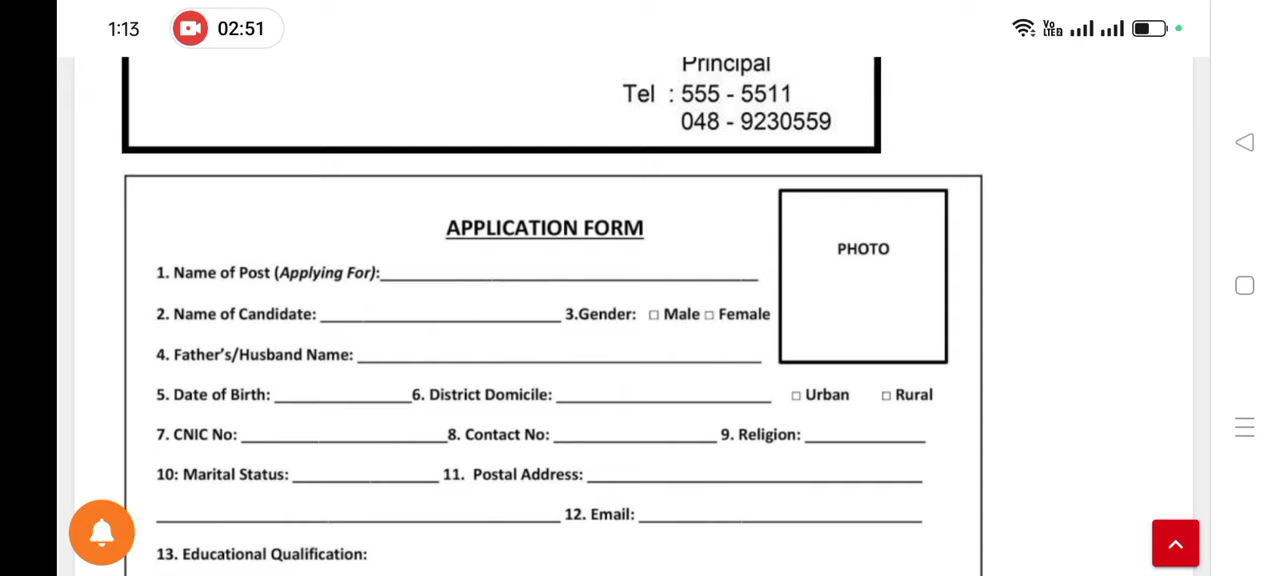 1:13 02:51 Vo LTE2
Principal
Tel : 555 - 5511
048 - 9230559
APPLICATION FORM
PHOTO
1. Name of Post (Applying For):
2. Name of Candidate: 3.Gender: □ Male □ Female
4. Father's/Husband Name:
5. Date of Birth: 6. District Domicile: □ Urban □ Rural
7. CNIC No: 8. Contact No: 9. Religion:
10: Marital Status: 11. Postal Address:
12. Email:
13. Educational Qualification: